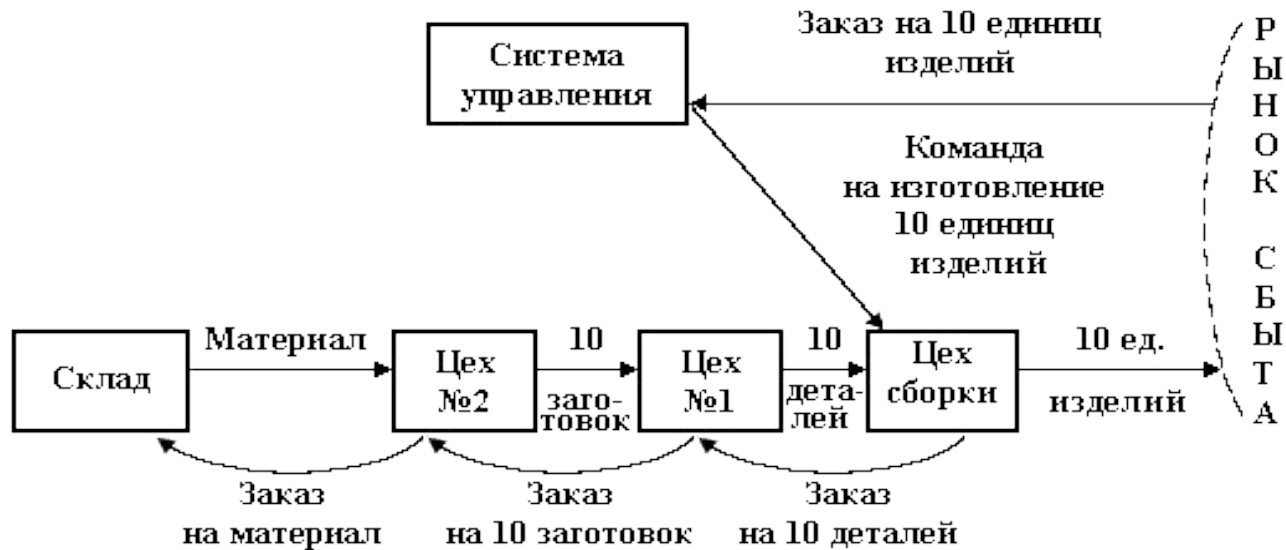 Заказ на 10 единиц
изделий
Система
управления
Команда
на изготовление
10 единиц
изделий
РЫНОК СБЫТА
Склад
Материал
Цех
№2
10
заго-
товок
Цех
№1
10
дета-
лей
Цех
сборки
10 ед.
изделий
Заказ
на материал
Заказ
на 10 заготовок
Заказ
на 10 деталей